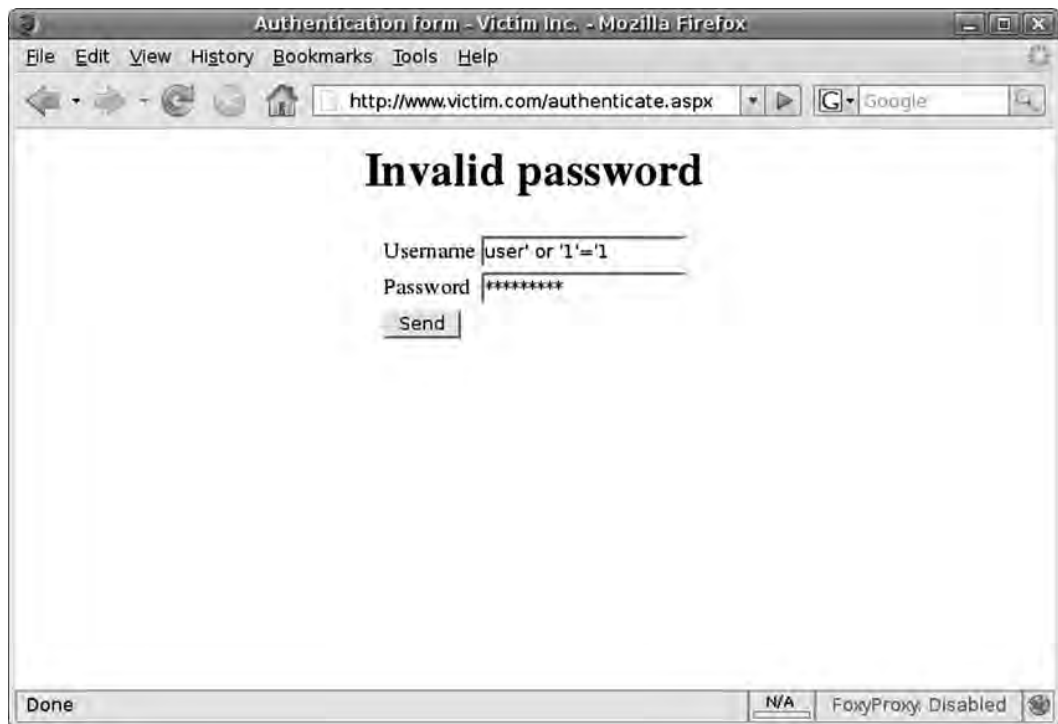 Authentication form - Victim Inc. - Mozilla Firefox
File Edit View History Bookmarks Tools Help
http://www.victim.com/authenticate.aspx
G Google
Invalid password
Username user' or '1'='1
Password *********
Send
Done N/A FoxyProxy: Disabled